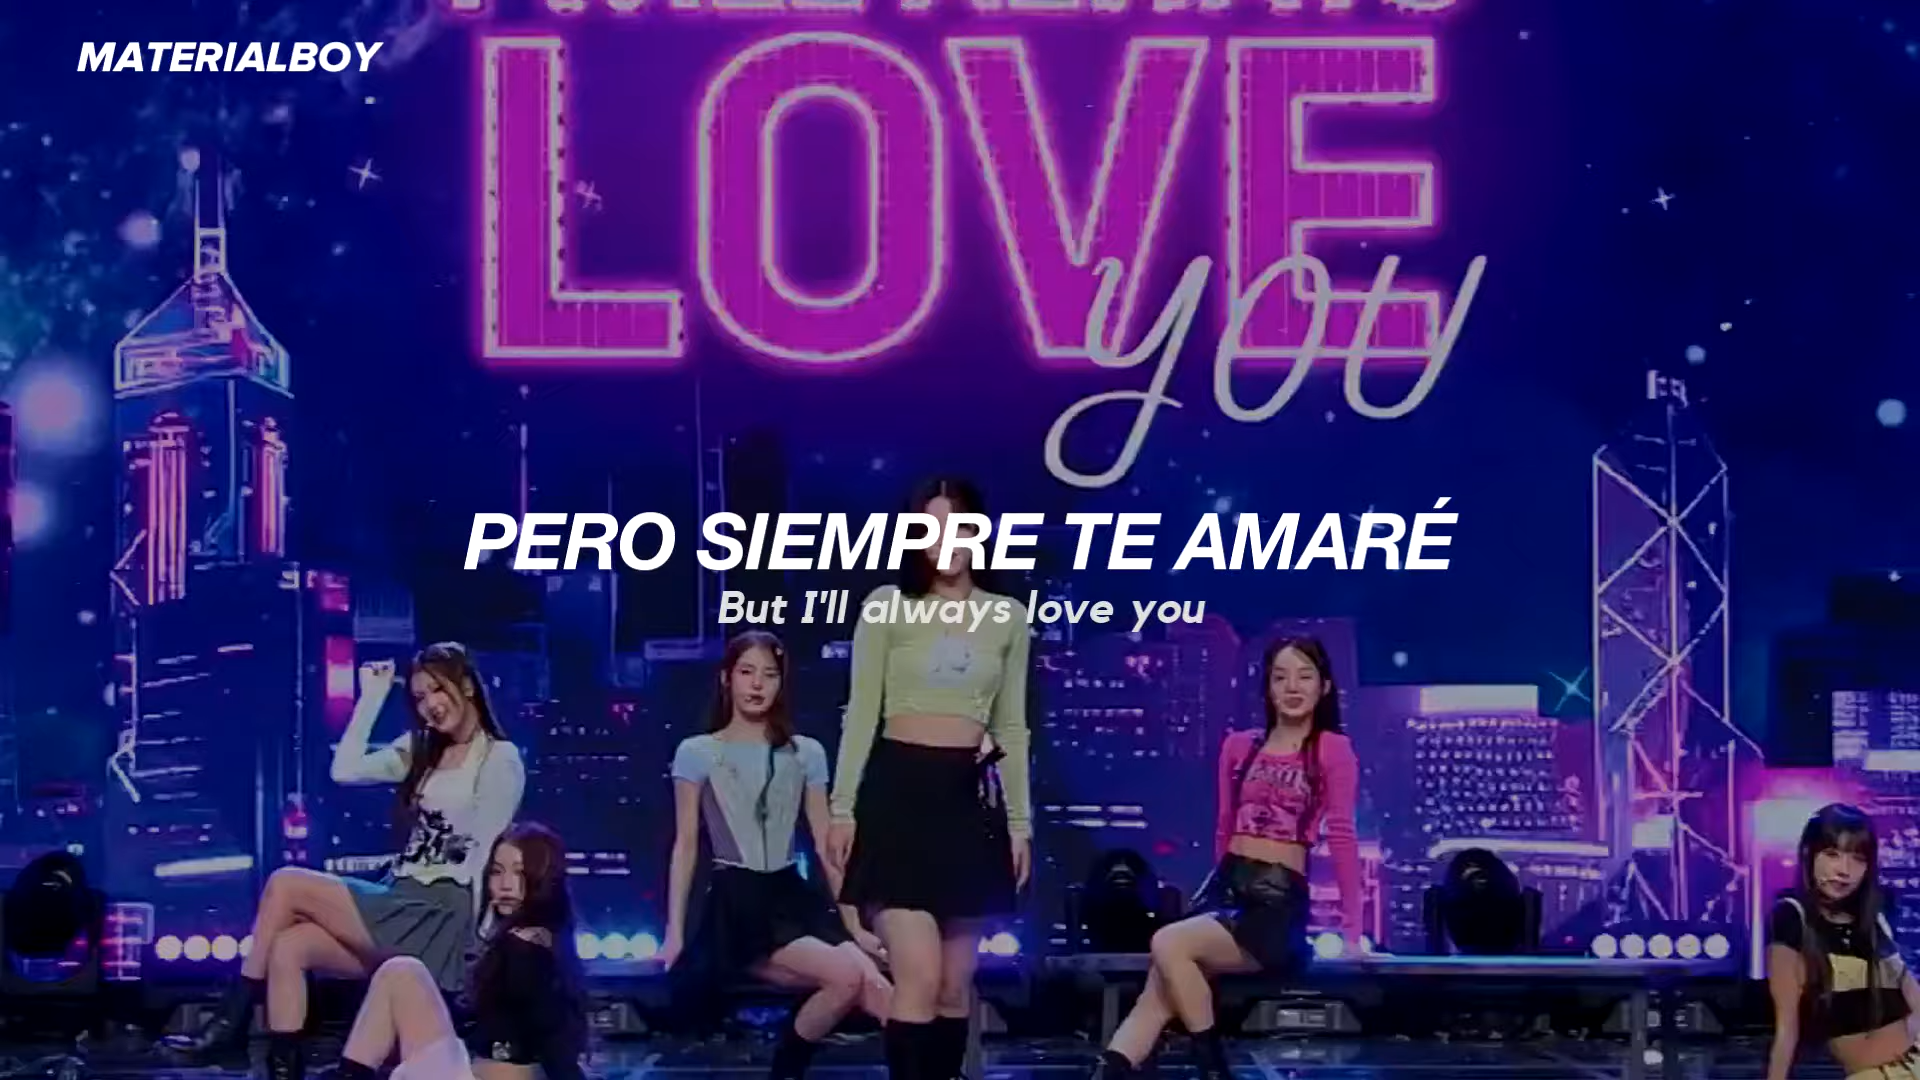 MATERIALBOY
LOVE
you
PERO SIEMPRE TE AMARÉ
But I'll always love you